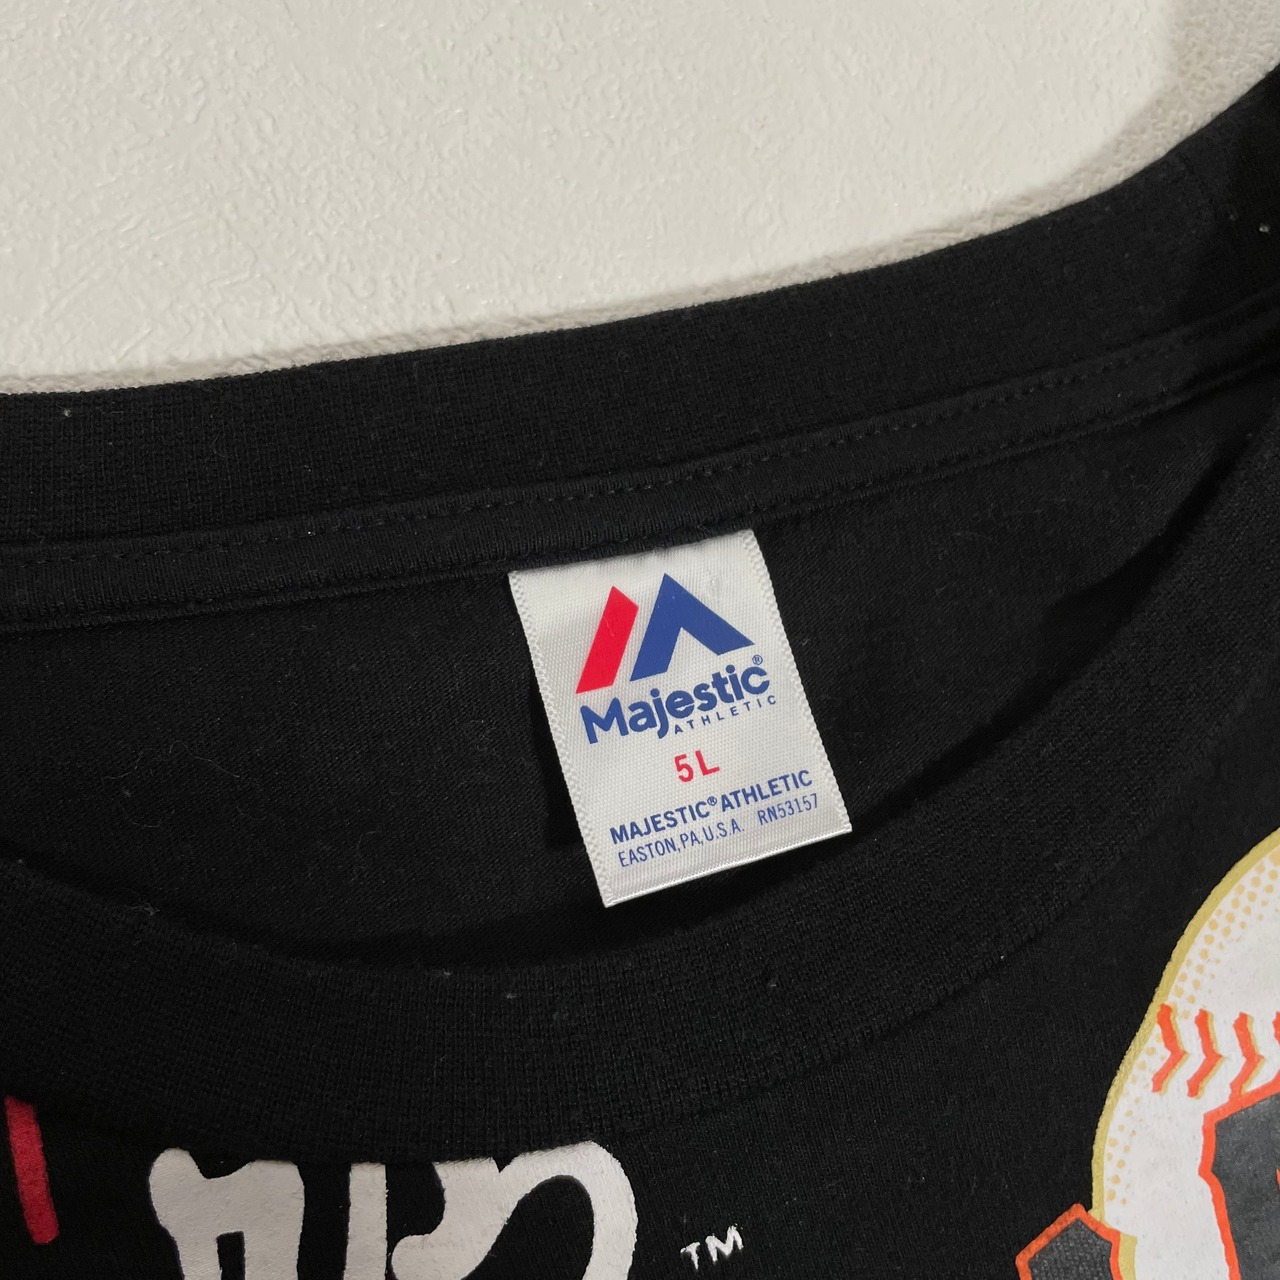 Majestic®
ATHLETIC
5L
MAJESTIC® ATHLETIC
EASTON, PA, U.S.A. RN53157
TM